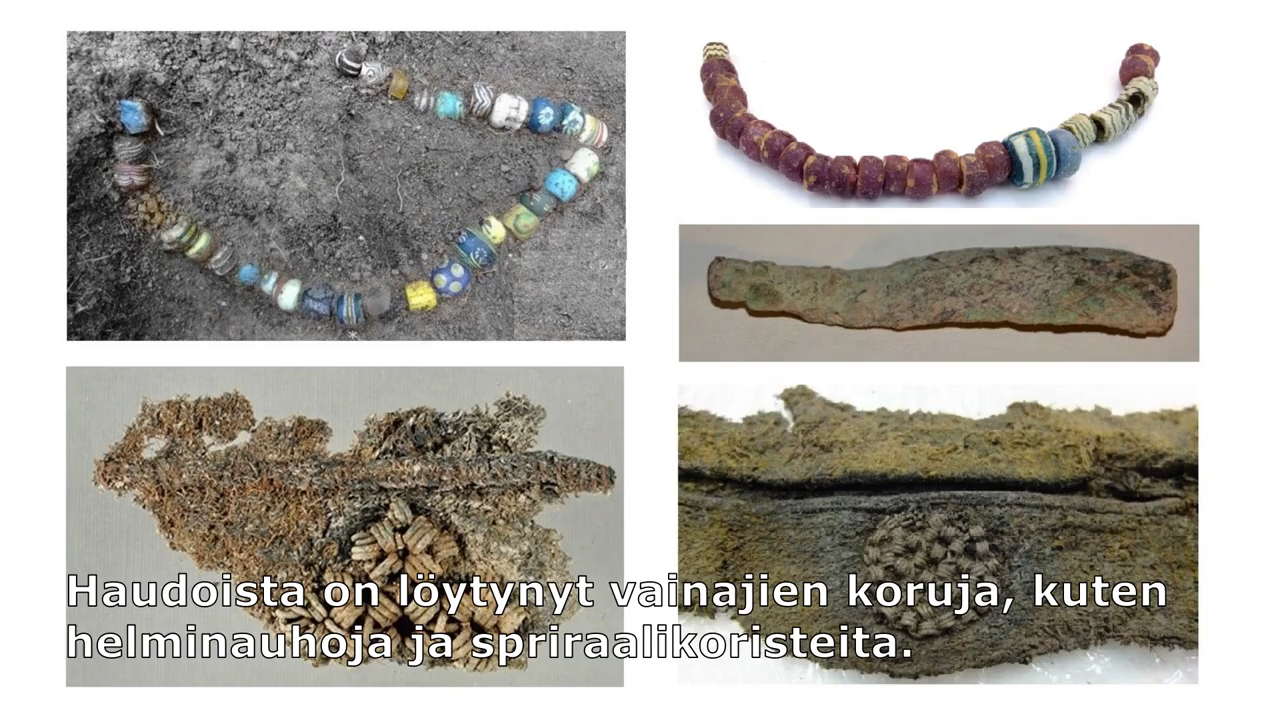 Haudoista on löytynyt vainajien koruja, kuten
helminauhoja ja spriraalikoristeita.